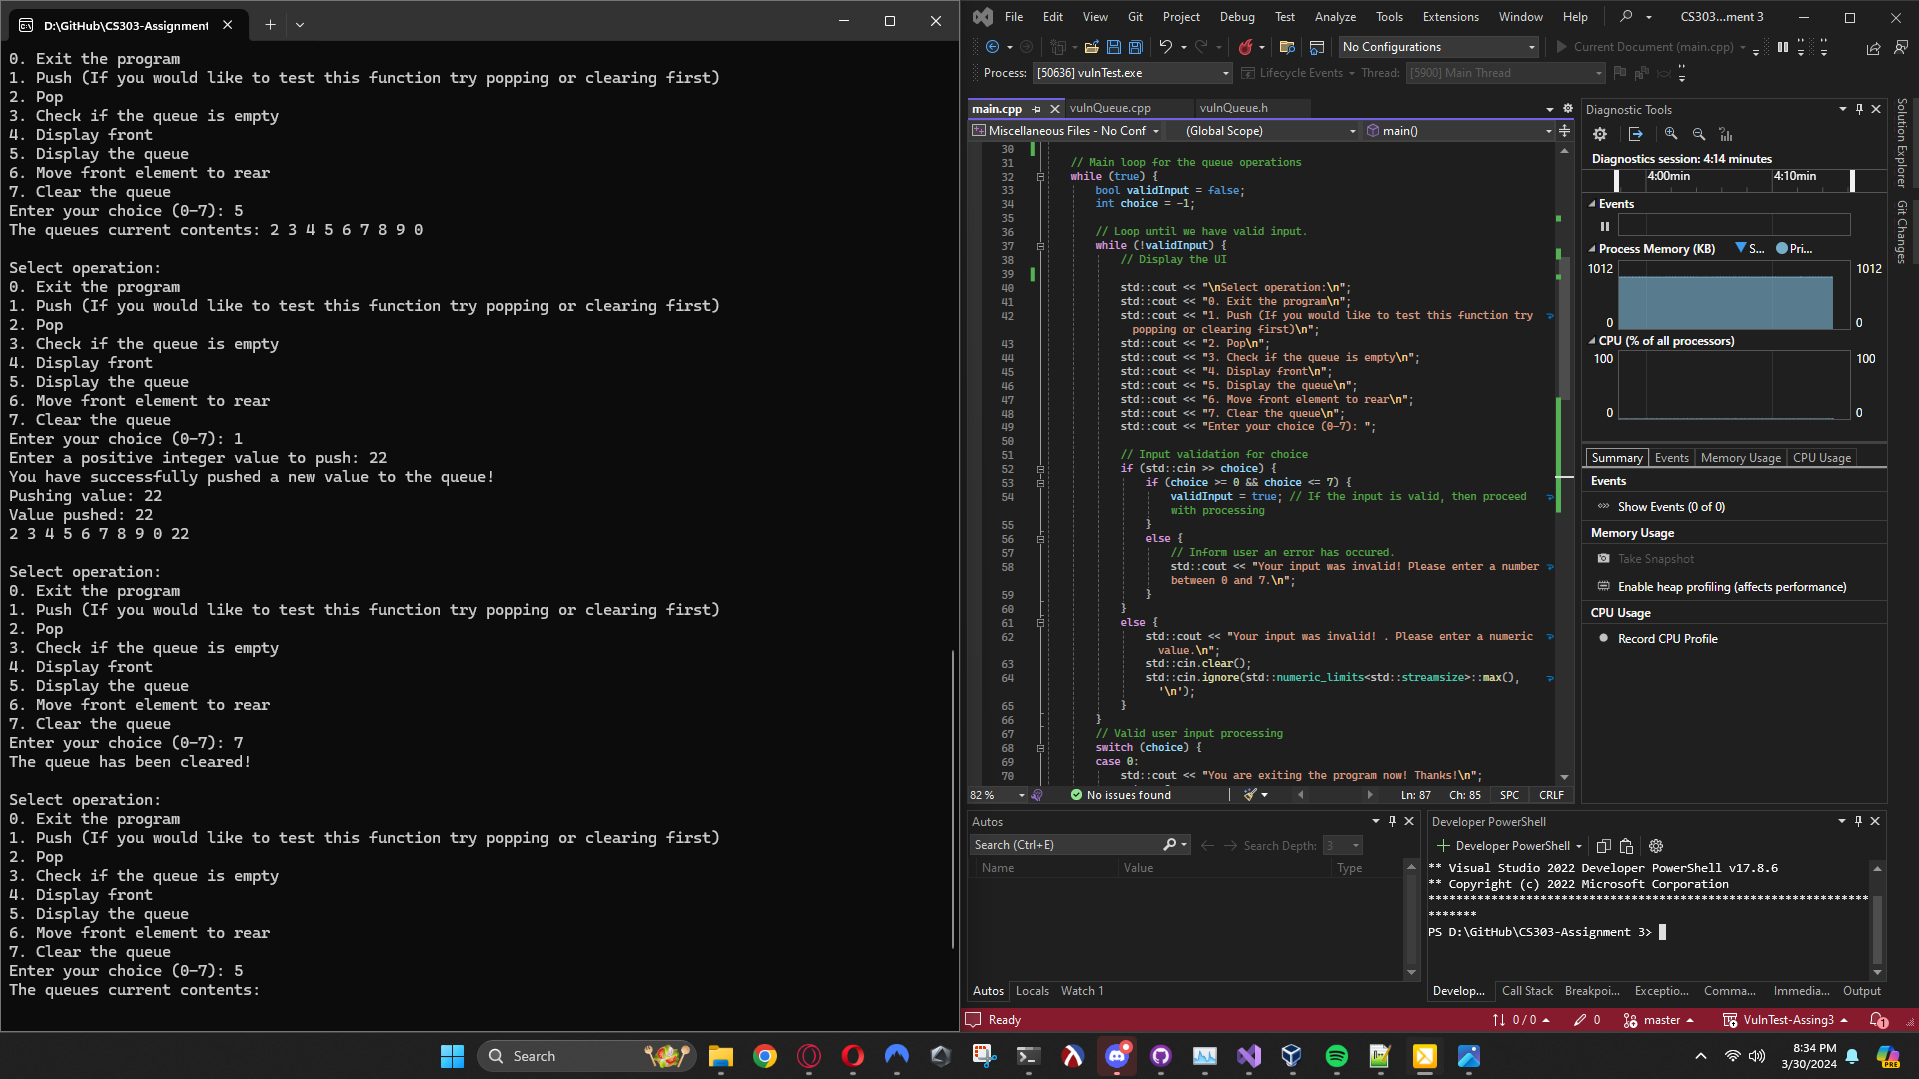 D:\GitHub\CS303-Assignment
0. Exit the program
1. Push (If you would like to test this function try popping or clearing first)
2. Pop
3. Check if the queue is empty
4. Display front
5. Display the queue
6. Move front element to rear
7. Clear the queue
Enter your choice (0-7): 5
The queues current contents: 2 3 4 5 6 7 8 9 0
Select operation:
0. Exit the program
1. Push (If you would like to test this function try popping or clearing first)
2. Pop
3. Check if the queue is empty
4. Display front
5. Display the queue
6. Move front element to rear
7. Clear the queue
Enter your choice (0-7): 1
Enter a positive integer value to push: 22
You have successfully pushed a new value to the queue!
Pushing value: 22
Value pushed: 22
2 3 4 5 6 7 8 9 0 22
Select operation:
0. Exit the program
1. Push (If you would like to test this function try popping or clearing first)
2. Pop
3. Check if the queue is empty
4. Display front
5. Display the queue
6. Move front element to rear
7. Clear the queue
Enter your choice (0-7): 7
The queue has been cleared!
Select operation:
0. Exit the program
1. Push (If you would like to test this function try popping or clearing first)
2. Pop
3. Check if the queue is empty
4. Display front
5. Display the queue
6. Move front element to rear
7. Clear the queue
Enter your choice (0-7): 5
The queues current contents:
File Edit View Git Project Debug Test Analyze Tools Extensions Window Help CS303...ment 3
No Configurations Current Document (main.cpp)
Process: [50636] vulnTest.exe Lifecycle Events Thread: [5900] Main Thread
main.cpp vulnQueue.cpp vulnQueue.h
Miscellaneous Files - No Conf (Global Scope) main()
30
31 // Main loop for the queue operations
32 while (true) {
33 bool validInput = false;
34 int choice = -1;
35
36 // Loop until we have valid input.
37 while (!validInput) {
38 // Display the UI
39
40 std::cout << "\nSelect operation:\n";
41 std::cout << "0. Exit the program\n";
42 std::cout << "1. Push (If you would like to test this function try
popping or clearing first)\n";
43 std::cout << "2. Pop\n";
44 std::cout << "3. Check if the queue is empty\n";
45 std::cout << "4. Display front\n";
46 std::cout << "5. Display the queue\n";
47 std::cout << "6. Move front element to rear\n";
48 std::cout << "7. Clear the queue\n";
49 std::cout << "Enter your choice (0-7): ";
50
51 // Input validation for choice
52 if (std::cin >> choice) {
53 if (choice >= 0 && choice <= 7) {
54 validInput = true; // If the input is valid, then proceed
with processing
55 }
56 else {
57 // Inform user an error has occured.
58 std::cout << "Your input was invalid! Please enter a number
between 0 and 7.\n";
59 }
60 }
61 else {
62 std::cout << "Your input was invalid! . Please enter a numeric
value.\n";
63 std::cin.clear();
64 std::cin.ignore(std::numeric_limits<std::streamsize>::max(),
'\n');
65 }
66 }
67 // Valid user input processing
68 switch (choice) {
69 case 0:
70 std::cout << "You are exiting the program now! Thanks!\n";
82 % No issues found Ln: 87 Ch: 85 SPC CRLF
Diagnostic Tools
Diagnostics session: 4:14 minutes
4:00min 4:10min
Events
Process Memory (KB) S... Pri...
1012 1012
0 0
CPU (% of all processors)
100 100
0 0
Summary Events Memory Usage CPU Usage
Events
Show Events (0 of 0)
Memory Usage
Take Snapshot
Enable heap profiling (affects performance)
CPU Usage
Record CPU Profile
Solution Explorer
Git Changes
Autos
Search (Ctrl+E) Search Depth: 3
Name Value Type
Autos Locals Watch 1
Developer PowerShell
Developer PowerShell
** Visual Studio 2022 Developer PowerShell v17.8.6
** Copyright (c) 2022 Microsoft Corporation
***************************************************************
*******
PS D:\GitHub\CS303-Assignment 3>
Develop... Call Stack Breakpoi... Exceptio... Comma... Immedia... Output
Ready 0 / 0 0 master VulnTest-Assing3 1
Search
8:34 PM
3/30/2024
PRE